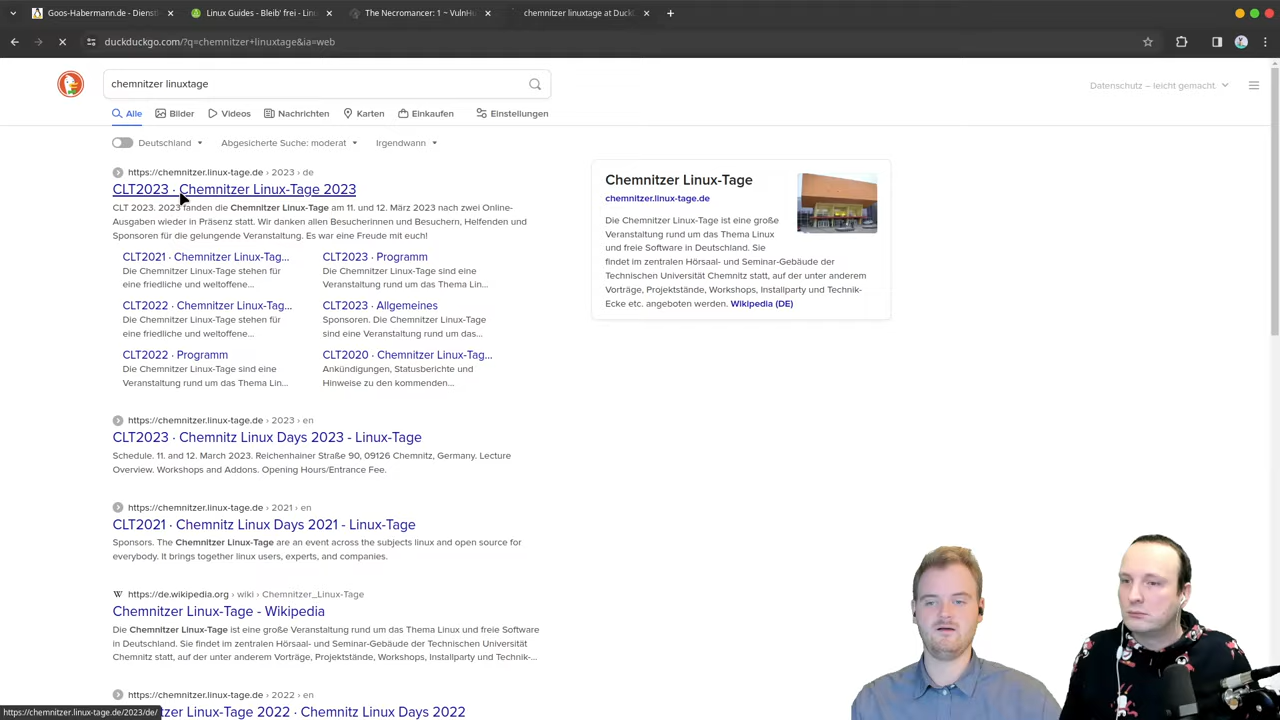 Goos-Habermann.de - Linu
Linux Guides - Bleib' frei - Lin
The Necromancer: 1 ~ VulnH
chemnitzer linuxtage at Duck
duckduckgo.com/?q=chemnitzer+linuxtage&ia=web
chemnitzer linuxtage
Datenschutz – leicht gemacht.
Alle Bilder Videos Nachrichten Karten Einkaufen Einstellungen
Deutschland Abgesicherte Suche: moderat Irgendwann
https://chemnitzer.linux-tage.de › 2023 › de
CLT2023 · Chemnitzer Linux-Tage 2023
CLT 2023. 2023 fanden die Chemnitzer Linux-Tage am 11. und 12. März 2023 nach zwei Online-
Ausgaben wieder in Präsenz statt. Wir danken allen Besucherinnen und Besuchern, Helfenden und
Sponsoren für die gelungende Veranstaltung. Es war eine Freude mit euch!
CLT2021 · Chemnitzer Linux-Tag...
Die Chemnitzer Linux-Tage stehen für
eine friedliche und weltoffene...
CLT2023 · Programm
Die Chemnitzer Linux-Tage sind eine
Veranstaltung rund um das Thema Lin...
CLT2022 · Chemnitzer Linux-Tag...
Die Chemnitzer Linux-Tage stehen für
eine friedliche und weltoffene...
CLT2023 · Allgemeines
Sponsoren. Die Chemnitzer Linux-Tage
sind eine Veranstaltung rund um das...
CLT2022 · Programm
Die Chemnitzer Linux-Tage sind eine
Veranstaltung rund um das Thema Lin...
CLT2020 · Chemnitzer Linux-Tag...
Ankündigungen, Statusberichte und
Hinweise zu den kommenden...
https://chemnitzer.linux-tage.de › 2023 › en
CLT2023 · Chemnitz Linux Days 2023 - Linux-Tage
Schedule. 11. and 12. March 2023. Reichenhainer Straße 90, 09126 Chemnitz, Germany. Lecture
Overview. Workshops and Addons. Opening Hours/Entrance Fee.
https://chemnitzer.linux-tage.de › 2021 › en
CLT2021 · Chemnitz Linux Days 2021 - Linux-Tage
Sponsors. The Chemnitzer Linux-Tage are an event across the subjects linux and open source for
everybody. It brings together linux users, experts, and companies.
W https://de.wikipedia.org › wiki › Chemnitzer_Linux-Tage
Chemnitzer Linux-Tage - Wikipedia
Die Chemnitzer Linux-Tage ist eine große Veranstaltung rund um das Thema Linux und freie Software
in Deutschland. Sie findet im zentralen Hörsaal- und Seminar-Gebäude der Technischen Universität
Chemnitz statt, auf der unter anderem Vorträge, Projektstände, Workshops, Installparty und Technik-...
https://chemnitzer.linux-tage.de › 2022 › en
zer Linux-Tage 2022 · Chemnitz Linux Days 2022
https://chemnitzer.linux-tage.de/2023/de/
Chemnitzer Linux-Tage
chemnitzer.linux-tage.de
Die Chemnitzer Linux-Tage ist eine große
Veranstaltung rund um das Thema Linux
und freie Software in Deutschland. Sie
findet im zentralen Hörsaal- und Seminar-Gebäude der
Technischen Universität Chemnitz statt, auf der unter anderem
Vorträge, Projektstände, Workshops, Installparty und Technik-
Ecke etc. angeboten werden. Wikipedia (DE)